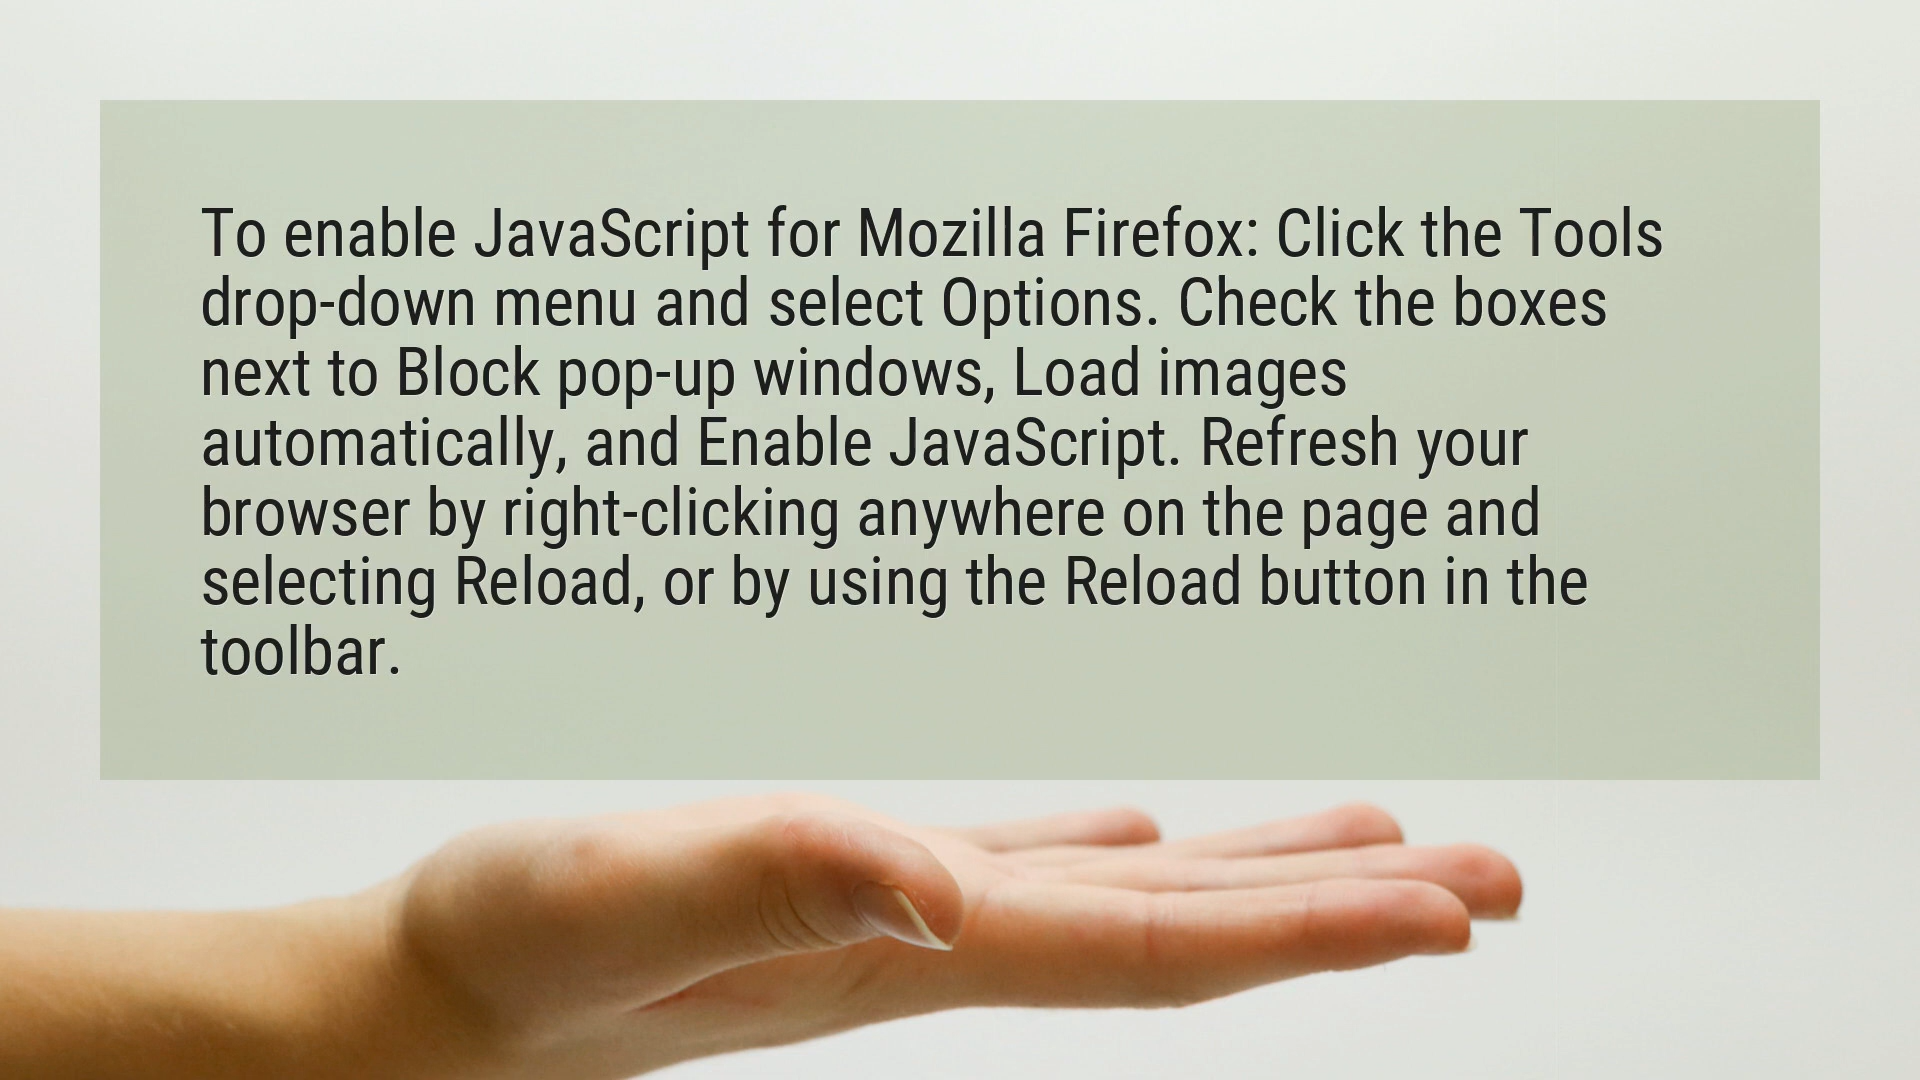 To enable JavaScript for Mozilla Firefox: Click the Tools
drop-down menu and select Options. Check the boxes
next to Block pop-up windows, Load images
automatically, and Enable JavaScript. Refresh your
browser by right-clicking anywhere on the page and
selecting Reload, or by using the Reload button in the
toolbar.